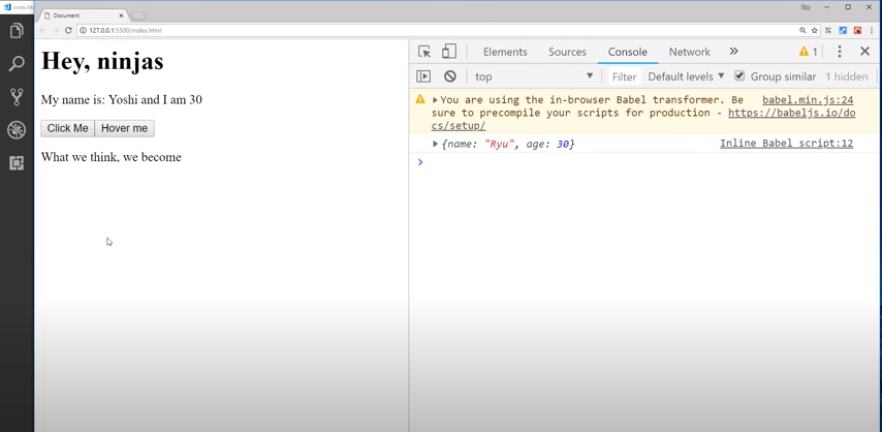 Document
127.0.0.1:5500/index.html
Hey, ninjas
My name is: Yoshi and I am 30
Click Me Hover me
What we think, we become
Elements Sources Console Network » 1
top Filter Default levels ▼ Group similar 1 hidden
You are using the in-browser Babel transformer. Be babel.min.js:24
sure to precompile your scripts for production - https://babeljs.io/do
cs/setup/
{name: "Ryu", age: 30} Inline Babel script:12